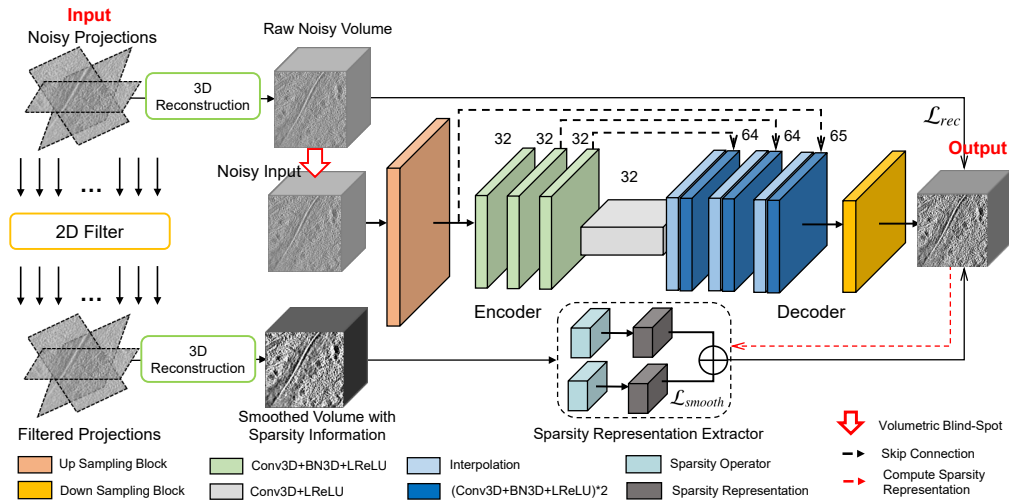 Input
Noisy Projections
Raw Noisy Volume
3D
Reconstruction
ℒrec
Output
Noisy Input
32
32
32
32
64
64
65
...
2D Filter
...
Encoder
Decoder
3D
Reconstruction
ℒsmooth
Filtered Projections
Smoothed Volume with
Sparsity Information
Sparsity Representation Extractor
Volumetric Blind-Spot
Up Sampling Block
Conv3D+BN3D+LReLU
Interpolation
Sparsity Operator
Skip Connection
Down Sampling Block
Conv3D+LReLU
(Conv3D+BN3D+LReLU)*2
Sparsity Representation
Compute Sparsity
Representation